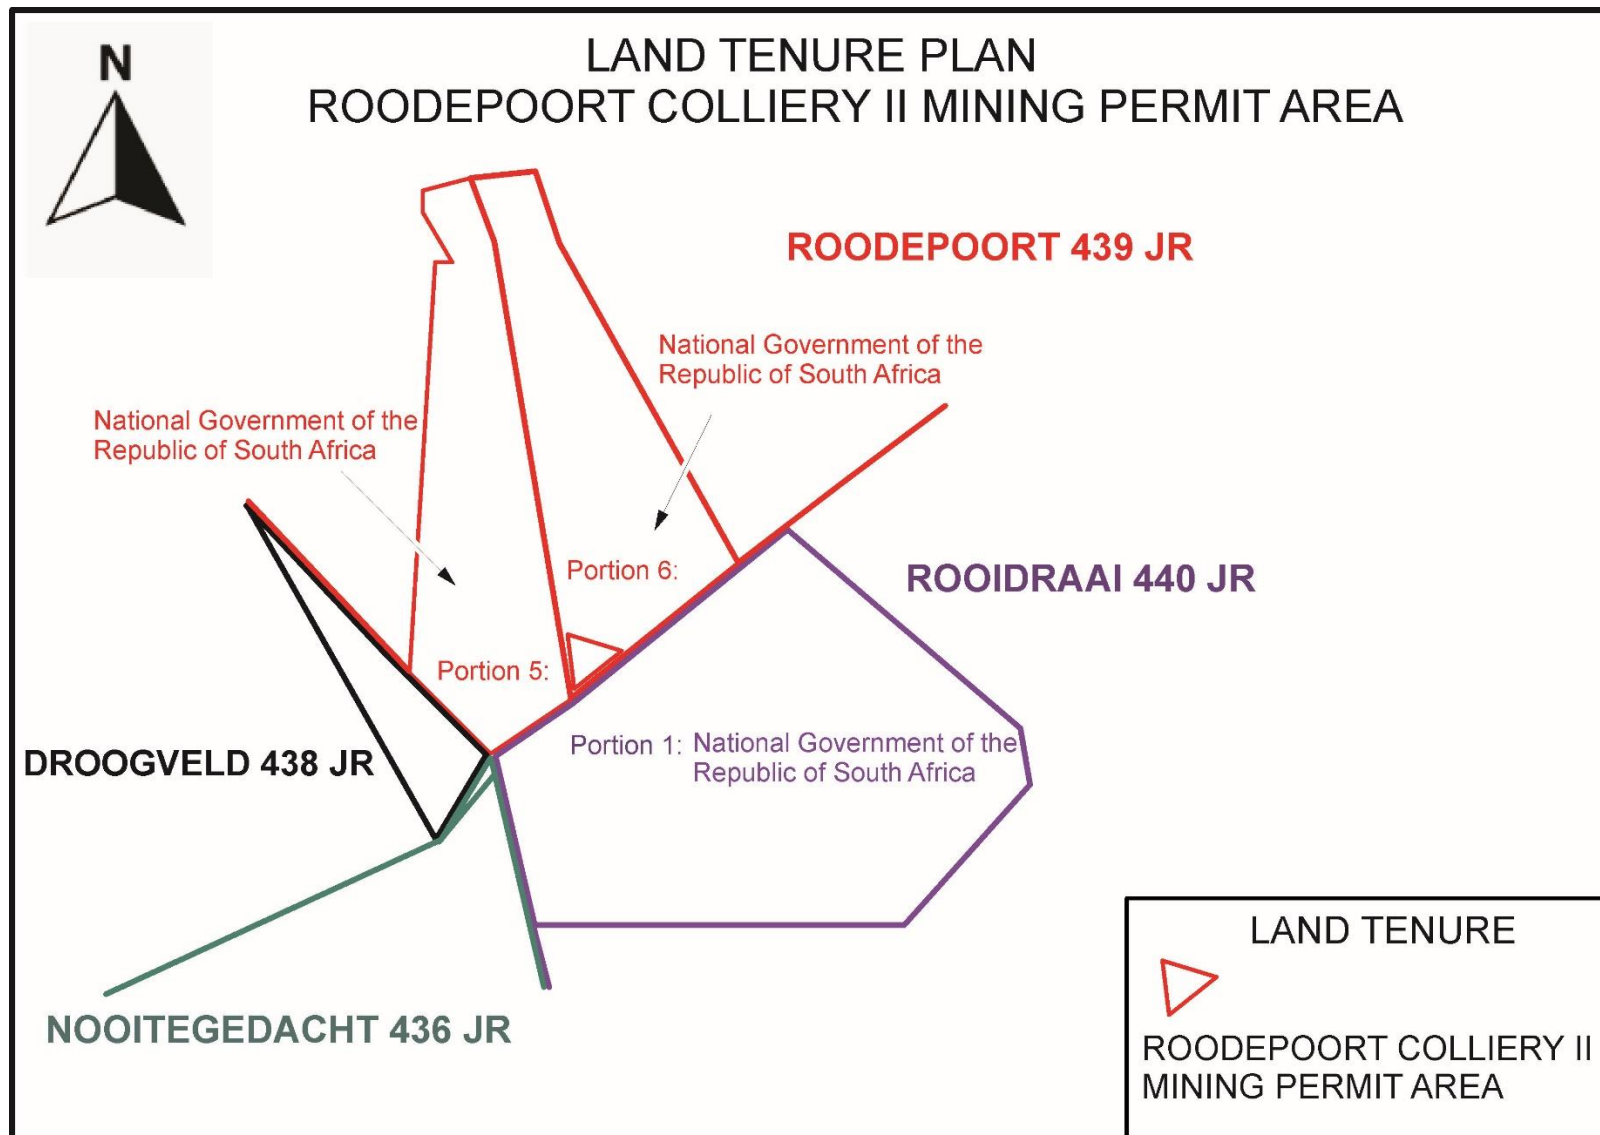 N
LAND TENURE PLAN
ROODEPOORT COLLIERY II MINING PERMIT AREA
ROODEPOORT 439 JR
National Government of the
Republic of South Africa
National Government of the
Republic of South Africa
Portion 6:
ROOIDRAAI 440 JR
Portion 5:
Portion 1: National Government of the
Republic of South Africa
DROOGVELD 438 JR
NOOITEGEDACHT 436 JR
LAND TENURE
ROODEPOORT COLLIERY II
MINING PERMIT AREA